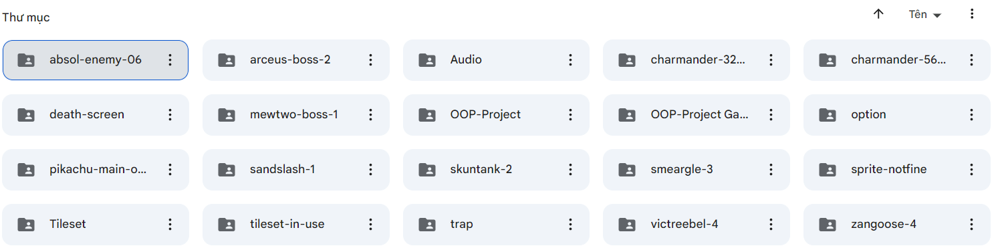 Thư mục
Tên
absol-enemy-06
arceus-boss-2
Audio
charmander-32...
charmander-56...
death-screen
mewtwo-boss-1
OOP-Project
OOP-Project Ga...
option
pikachu-main-o...
sandslash-1
skuntank-2
smeargle-3
sprite-notfine
Tileset
tileset-in-use
trap
victreebel-4
zangoose-4